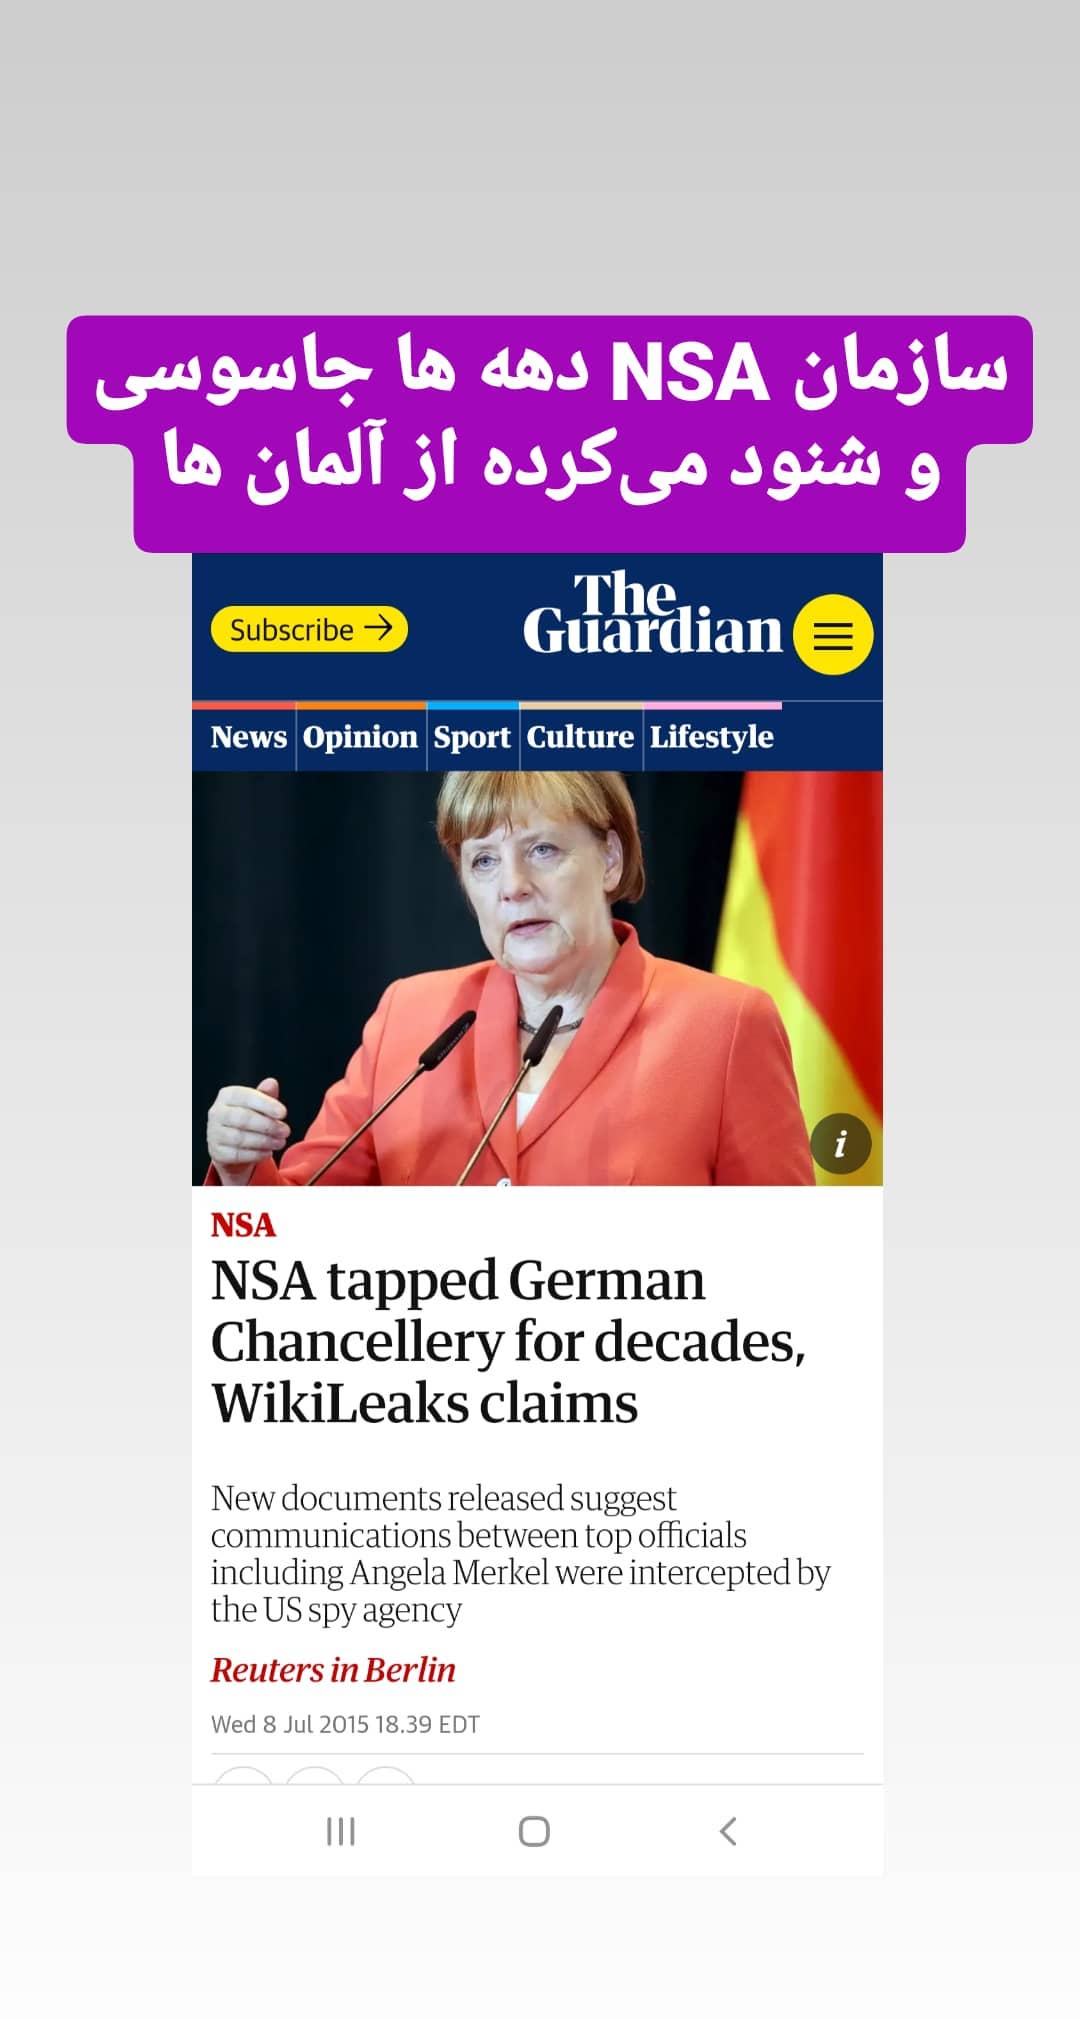 سازمان NSA دهه ها جاسوسی
و شنود می‌کرده از آلمان ها
Subscribe →
The
Guardian
News Opinion Sport Culture Lifestyle
i
NSA
NSA tapped German
Chancellery for decades,
WikiLeaks claims
New documents released suggest
communications between top officials
including Angela Merkel were intercepted by
the US spy agency
Reuters in Berlin
Wed 8 Jul 2015 18.39 EDT